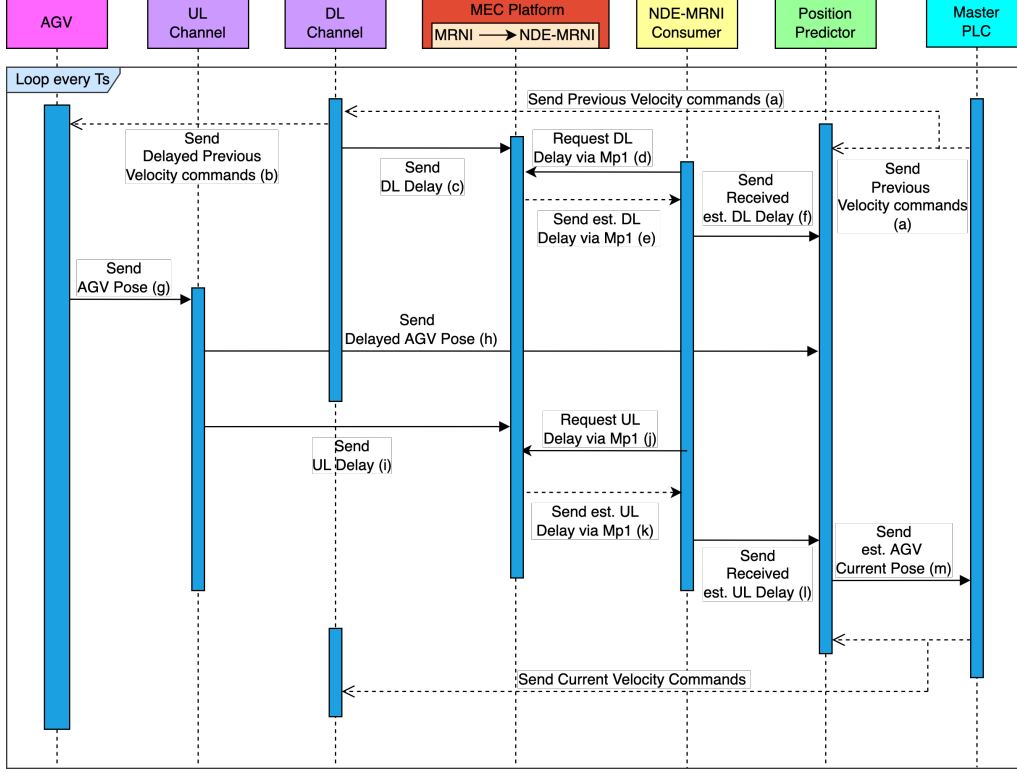 AGV
UL
Channel
DL
Channel
MEC Platform
MRNI
NDE-MRNI
NDE-MRNI
Consumer
Position
Predictor
Master
PLC
Loop every Ts
Send Previous Velocity commands (a)
Send
Delayed Previous
Velocity commands (b)
Send
DL Delay (c)
Request DL
Delay via Mp1 (d)
Send est. DL
Delay via Mp1 (e)
Send
Received
est. DL Delay (f)
Send
Previous
Velocity commands
(a)
Send
AGV Pose (g)
Send
Delayed AGV Pose (h)
Send
UL Delay (i)
Request UL
Delay via Mp1 (j)
Send est. UL
Delay via Mp1 (k)
Send
Received
est. UL Delay (l)
Send
est. AGV
Current Pose (m)
Send Current Velocity Commands